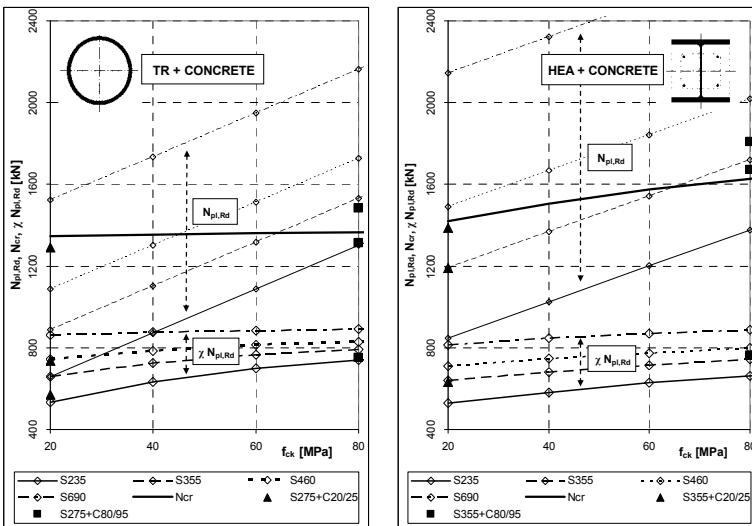 2400
2000
1600
1200
800
400
N_pl,Rd, N_cr, χ N_pl,Rd [kN]
TR + CONCRETE
N_pl,Rd
χ N_pl,Rd
f_ck [MPa]
20 40 60 80
S235 S355 S460
S690 Ncr S275+C20/25
S275+C80/95
2400
2000
1600
1200
800
400
N_pl,Rd, N_cr, χ N_pl,Rd [kN]
HEA + CONCRETE
N_pl,Rd
χ N_pl,Rd
f_ck [MPa]
20 40 60 80
S235 S355 S460
S690 Ncr S355+C20/25
S355+C80/95